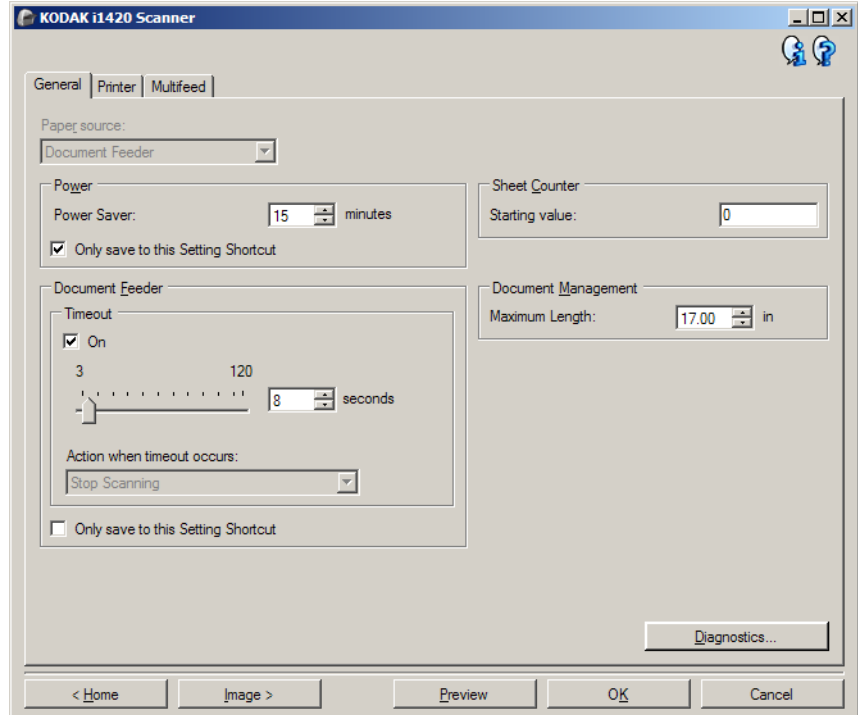 KODAK i1420 Scanner
General Printer Multifeed
Paper source:
Document Feeder
Power
Power Saver: 15 minutes
Only save to this Setting Shortcut
Sheet Counter
Starting value: 0
Document Feeder
Timeout
On
3 120
8 seconds
Action when timeout occurs:
Stop Scanning
Only save to this Setting Shortcut
Document Management
Maximum Length: 17.00 in
Diagnostics...
< Home Image > Preview OK Cancel